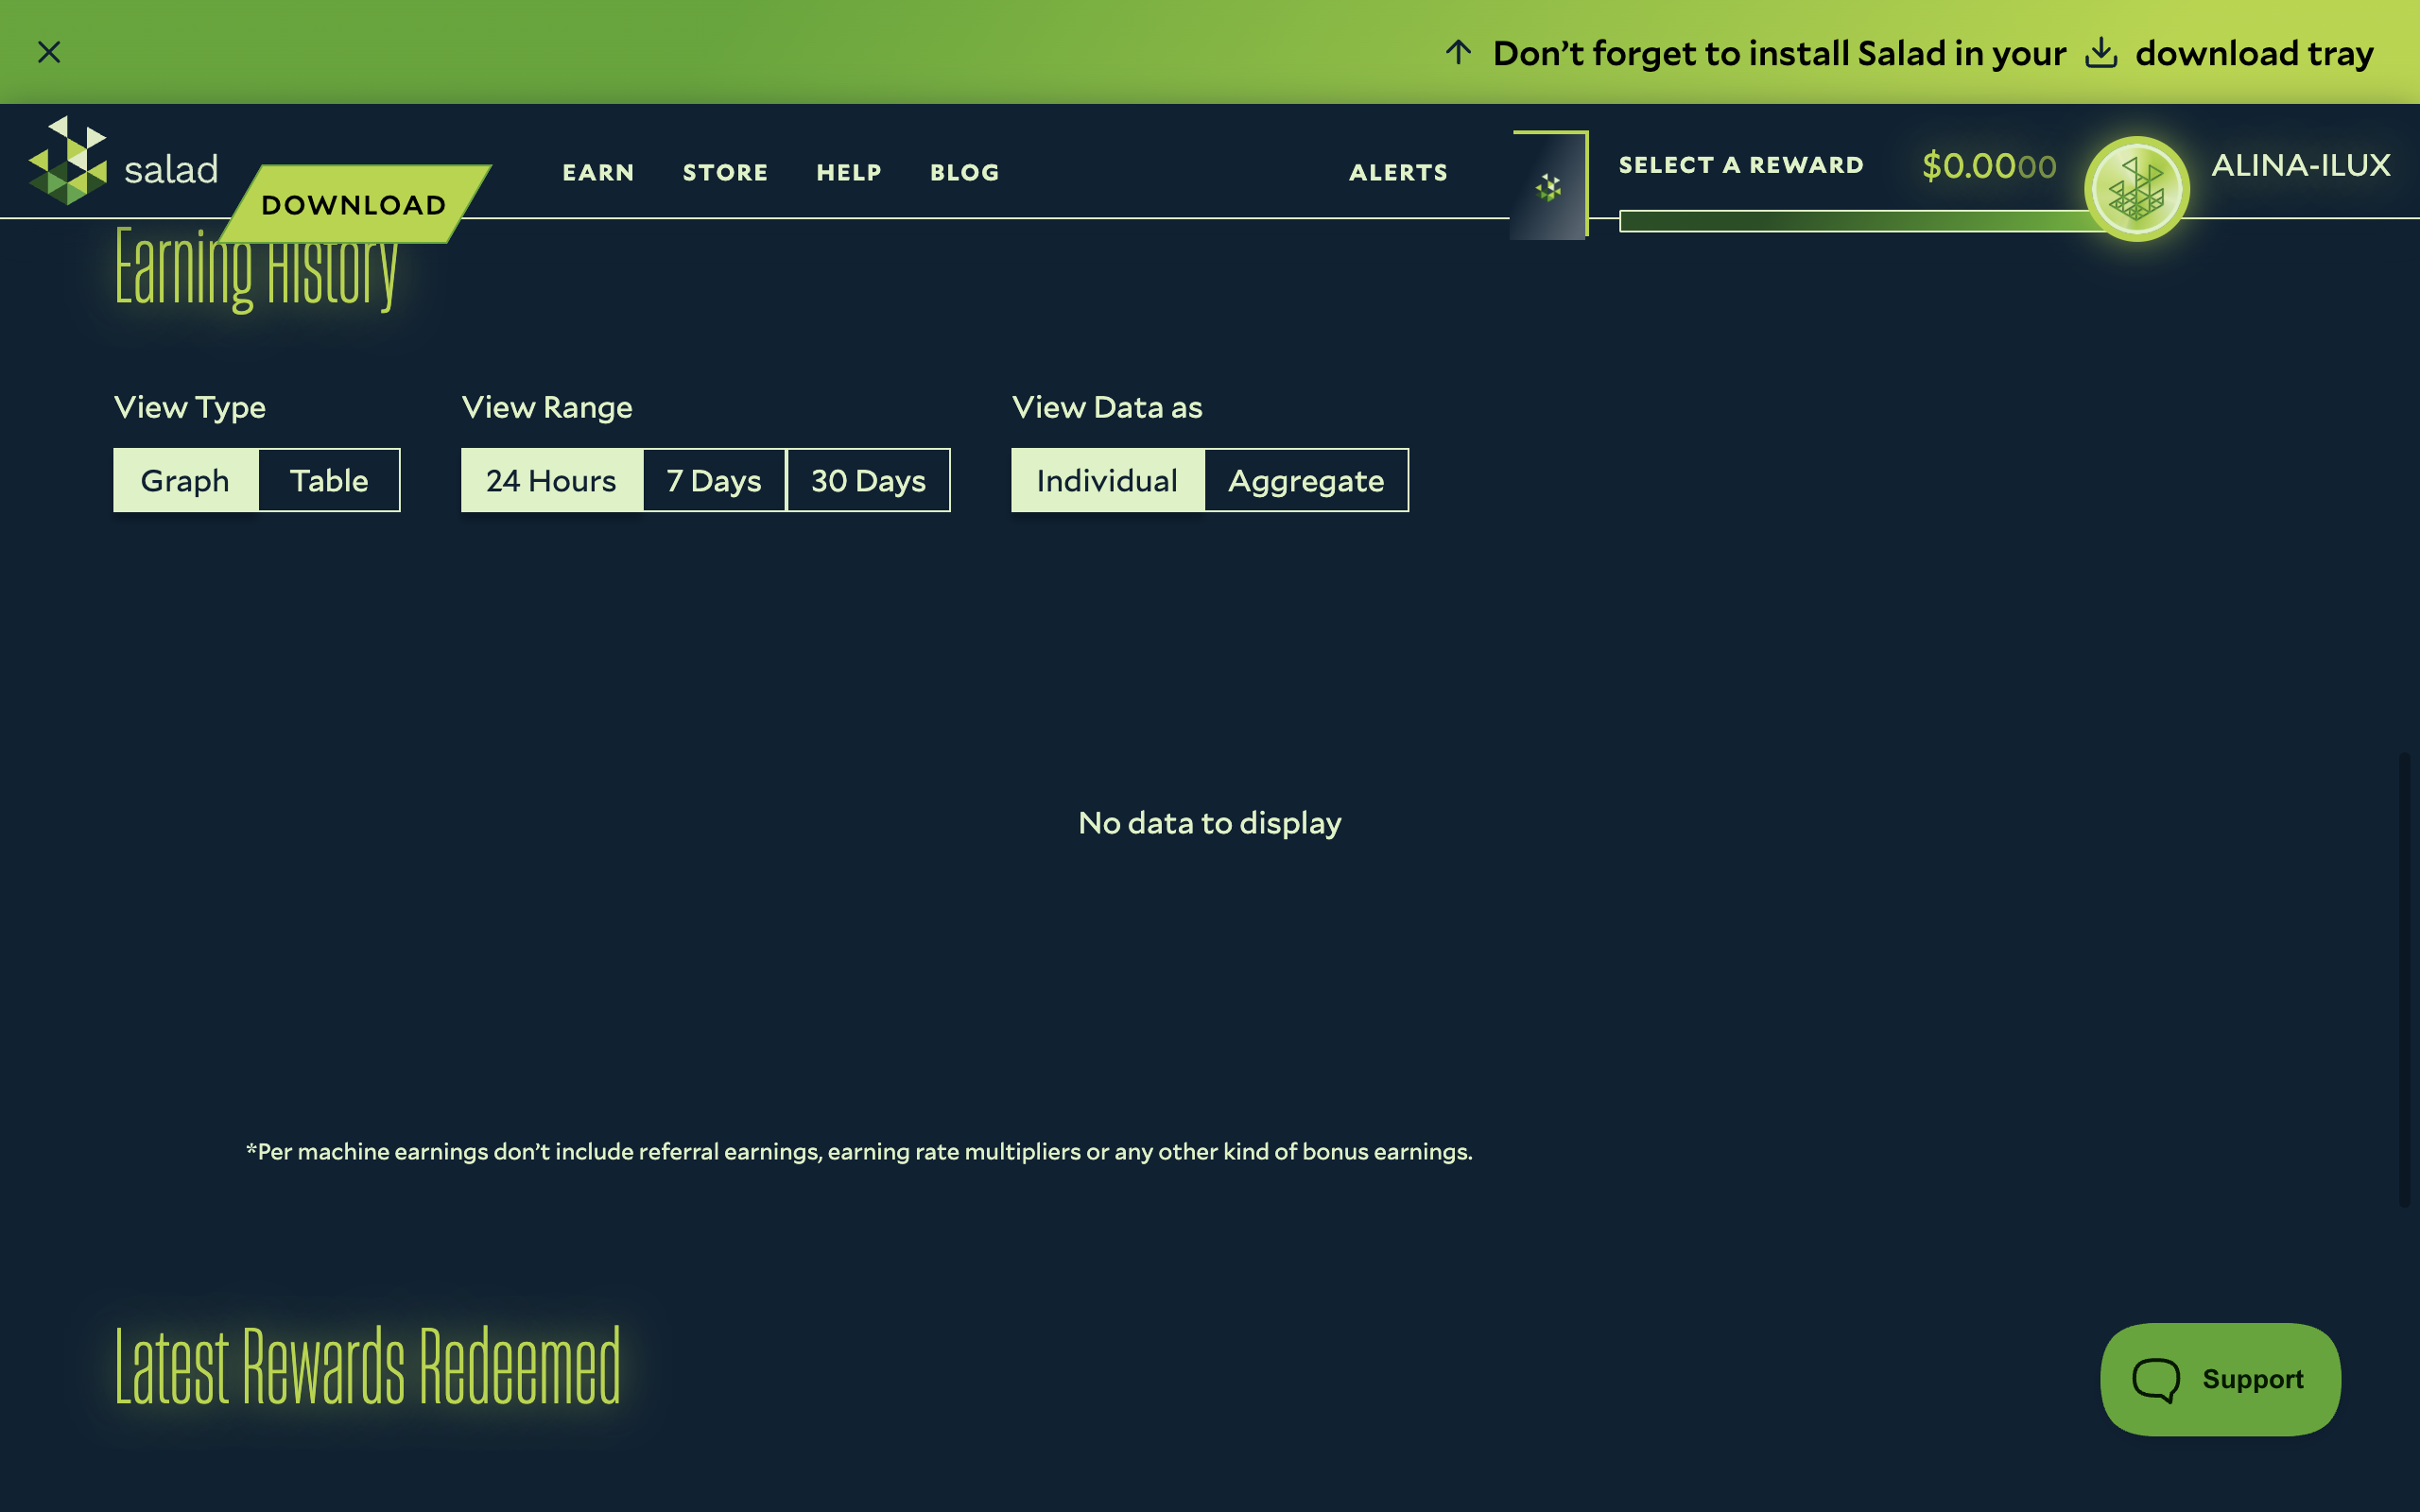 Don't forget to install Salad in your download tray
salad
DOWNLOAD
EARN
STORE
HELP
BLOG
ALERTS
SELECT A REWARD
$0.0000
ALINA-ILUX
Earning History
View Type
View Range
View Data as
Graph
Table
24 Hours
7 Days
30 Days
Individual
Aggregate
No data to display
*Per machine earnings don't include referral earnings, earning rate multipliers or any other kind of bonus earnings.
Latest Rewards Redeemed
Support